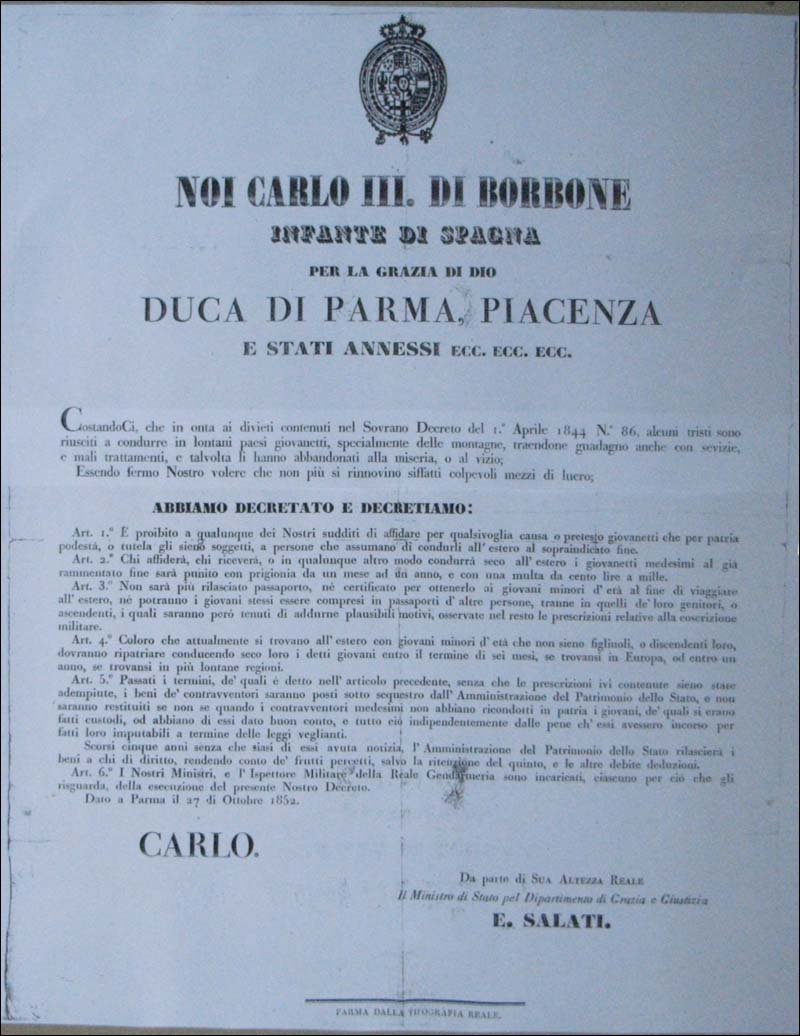 NOI CARLO III. DI BORBONE
INFANTE DI SPAGNA
PER LA GRAZIA DI DIO
DUCA DI PARMA, PIACENZA
E STATI ANNESSI ECC. ECC. ECC.
CostandoCi, che in onta ai divieti contenuti nel Sovrano Decreto del 1.° Aprile 1844 N.° 86, alcuni tristi sono
riusciti a condurre in lontani paesi giovanetti, specialmente delle montagne, traendone guadagno anche con sevizie,
e mali trattamenti, e talvolta li hanno abbandonati alla miseria, o al vizio;
Essendo fermo Nostro volere che non più si rinnovino siffatti colpevoli mezzi di lucro;
ABBIAMO DECRETATO E DECRETIAMO:
Art. 1.° È proibito a qualunque dei Nostri sudditi di affidare per qualsivoglia causa o pretesto giovanetti che per patria
podestà, o tutela gli sieno soggetti, a persone che assumano di condurli all'estero al sopraindicato fine.
Art. 2.° Chi affiderà, chi riceverà, o in qualunque altro modo condurrà seco all'estero i giovanetti medesimi al già
rammentato fine sarà punito con prigionia da un mese ad un anno, e con una multa da cento lire a mille.
Art. 3.° Non sarà più rilasciato passaporto, nè certificato per ottenerlo ai giovani minori d'età al fine di viaggiare
all'estero, nè potranno i giovani stessi essere compresi in passaporti d'altre persone, tranne in quelli de' loro genitori, o
ascendenti, i quali saranno però tenuti di addurne plausibili motivi, osservate nel resto le prescrizioni relative alla coscrizione
militare.
Art. 4.° Coloro che attualmente si trovano all'estero con giovani minori d'età che non sieno figliuoli, o discendenti loro,
dovranno ripatriare conducendo seco loro i detti giovani entro il termine di sei mesi, se trovansi in Europa, od entro un
anno, se trovansi in più lontane regioni.
Art. 5.° Passati i termini, de' quali è detto nell'articolo precedente, senza che le prescrizioni ivi contenute sieno state
adempiute, i beni de' contravventori saranno posti sotto sequestro dall'Amministrazione del Patrimonio dello Stato, e non
saranno restituiti se non se quando i contravventori medesimi non abbiano ricondotti in patria i giovani, de' quali si erano
fatti custodi, od abbiano di essi dato buon conto, e tutto ciò indipendentemente dalle pene ch'essi avessero incorso per
fatti loro imputabili a termine delle leggi veglianti.
Scorsi cinque anni senza che siasi di essi avuta notizia, l'Amministrazione del Patrimonio dello Stato rilascierà i
beni a chi di diritto, rendendo conto de' frutti percetti, salvo la ritenzione del quinto, e le altre debite deduzioni.
Art. 6.° I Nostri Ministri, e l'Ispettore Militare della Reale Gendarmeria sono incaricati, ciascuno per ciò che gli
risguarda, della esecuzione del presente Nostro Decreto.
Dato a Parma il 27 di Ottobre 1852.
CARLO.
Da parte di SUA ALTEZZA REALE
Il Ministro di Stato pel Dipartimento di Grazia e Giustizia
E. SALATI.
PARMA DALLA TIPOGRAFIA REALE.